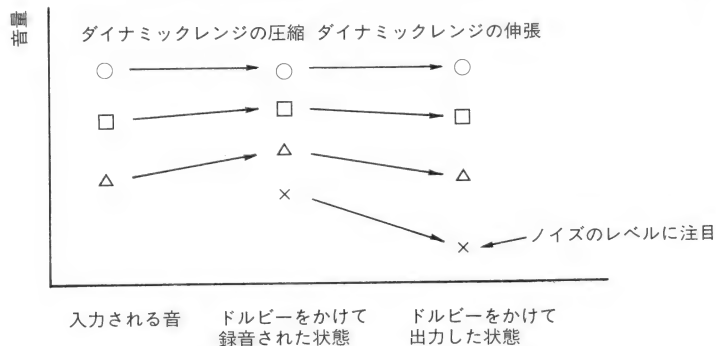 音量
ダイナミックレンジの圧縮 ダイナミックレンジの伸張
ノイズのレベルに注目
入力される音
ドルビーをかけて
録音された状態
ドルビーをかけて
出力した状態